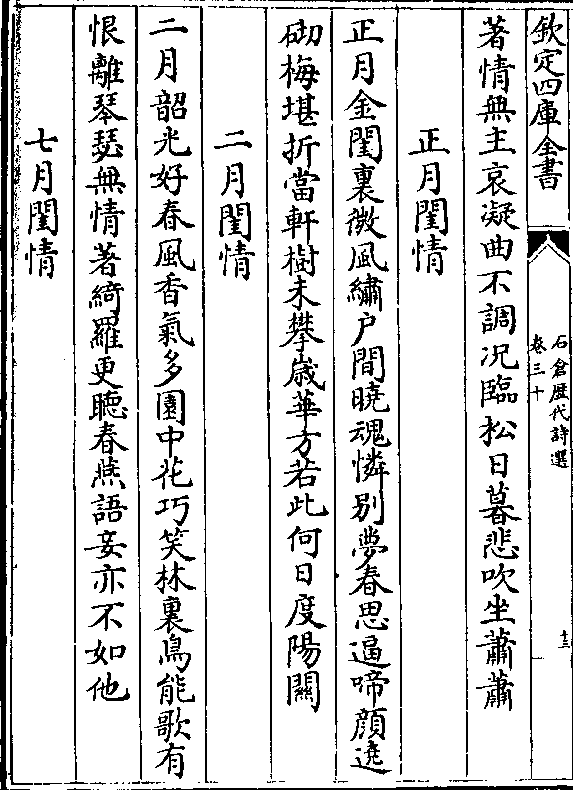 欽定四庫全書
石倉歷代詩選
卷三十
十三
著情無主哀凝曲不調况臨松日暮悲吹坐蕭蕭
正月閨情
正月金閨裏微風繡户間曉魂憐别夢春思逼啼顔遶
砌梅堪折當軒樹未攀歳華方若此何日度陽關
二月閨情
二月韶光好春風香氣多園中花巧笑林裏鳥能歌有
恨離琴瑟無情著綺羅更聽春燕語妾亦不如他
七月閨情